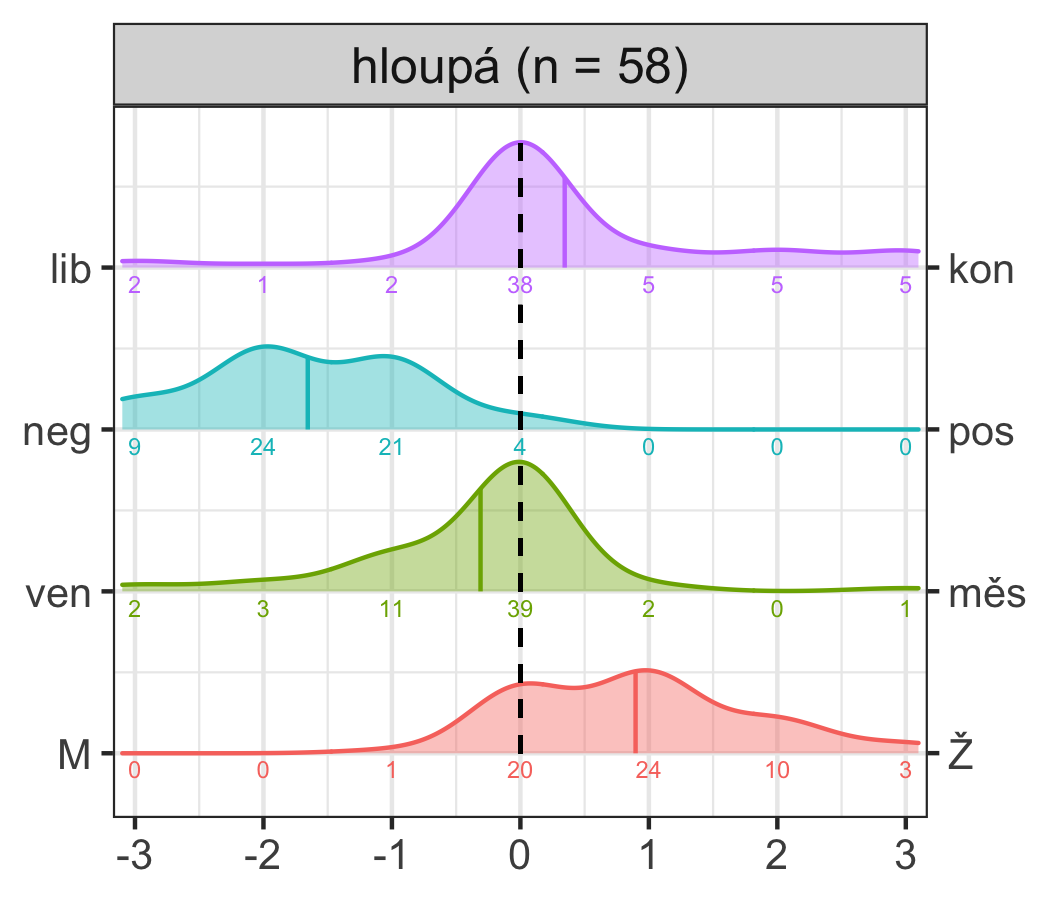 hloupá (n = 58)
lib kon
2 1 2 38 5 5 5
neg pos
9 24 21 4 0 0 0
ven měs
2 3 11 39 2 0 1
M Ž
0 0 1 20 24 10 3
-3 -2 -1 0 1 2 3